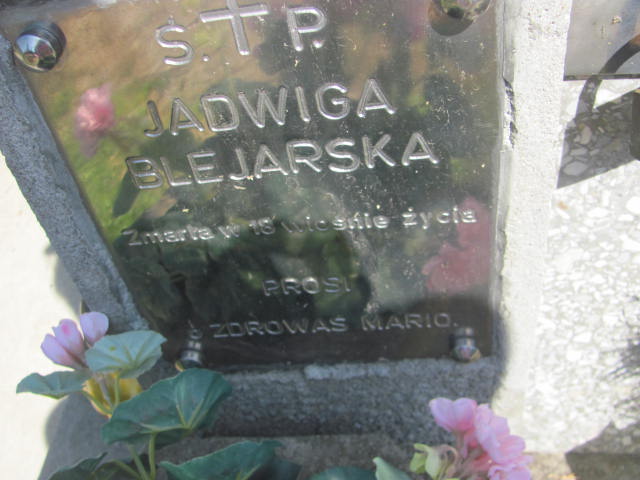 Ś.✝P.
JADWIGA
BLEJARSKA
Zmarła w 18 wiośnie życia
PROSI
o ZDROWAŚ MARIO.